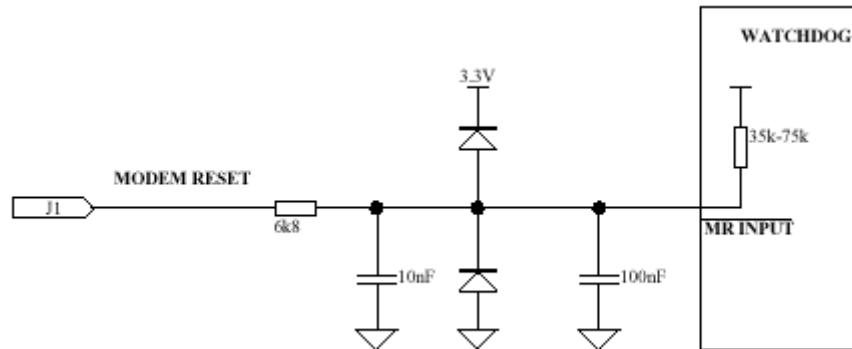 WATCHDOG
3.3V
35k-75k
MODEM RESET
J1
6k8
MR INPUT
10nF
100nF